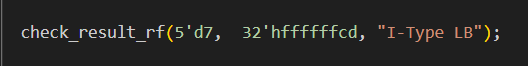 check_result_rf(5'd7,  32'hffffffcd, "I-Type LB");